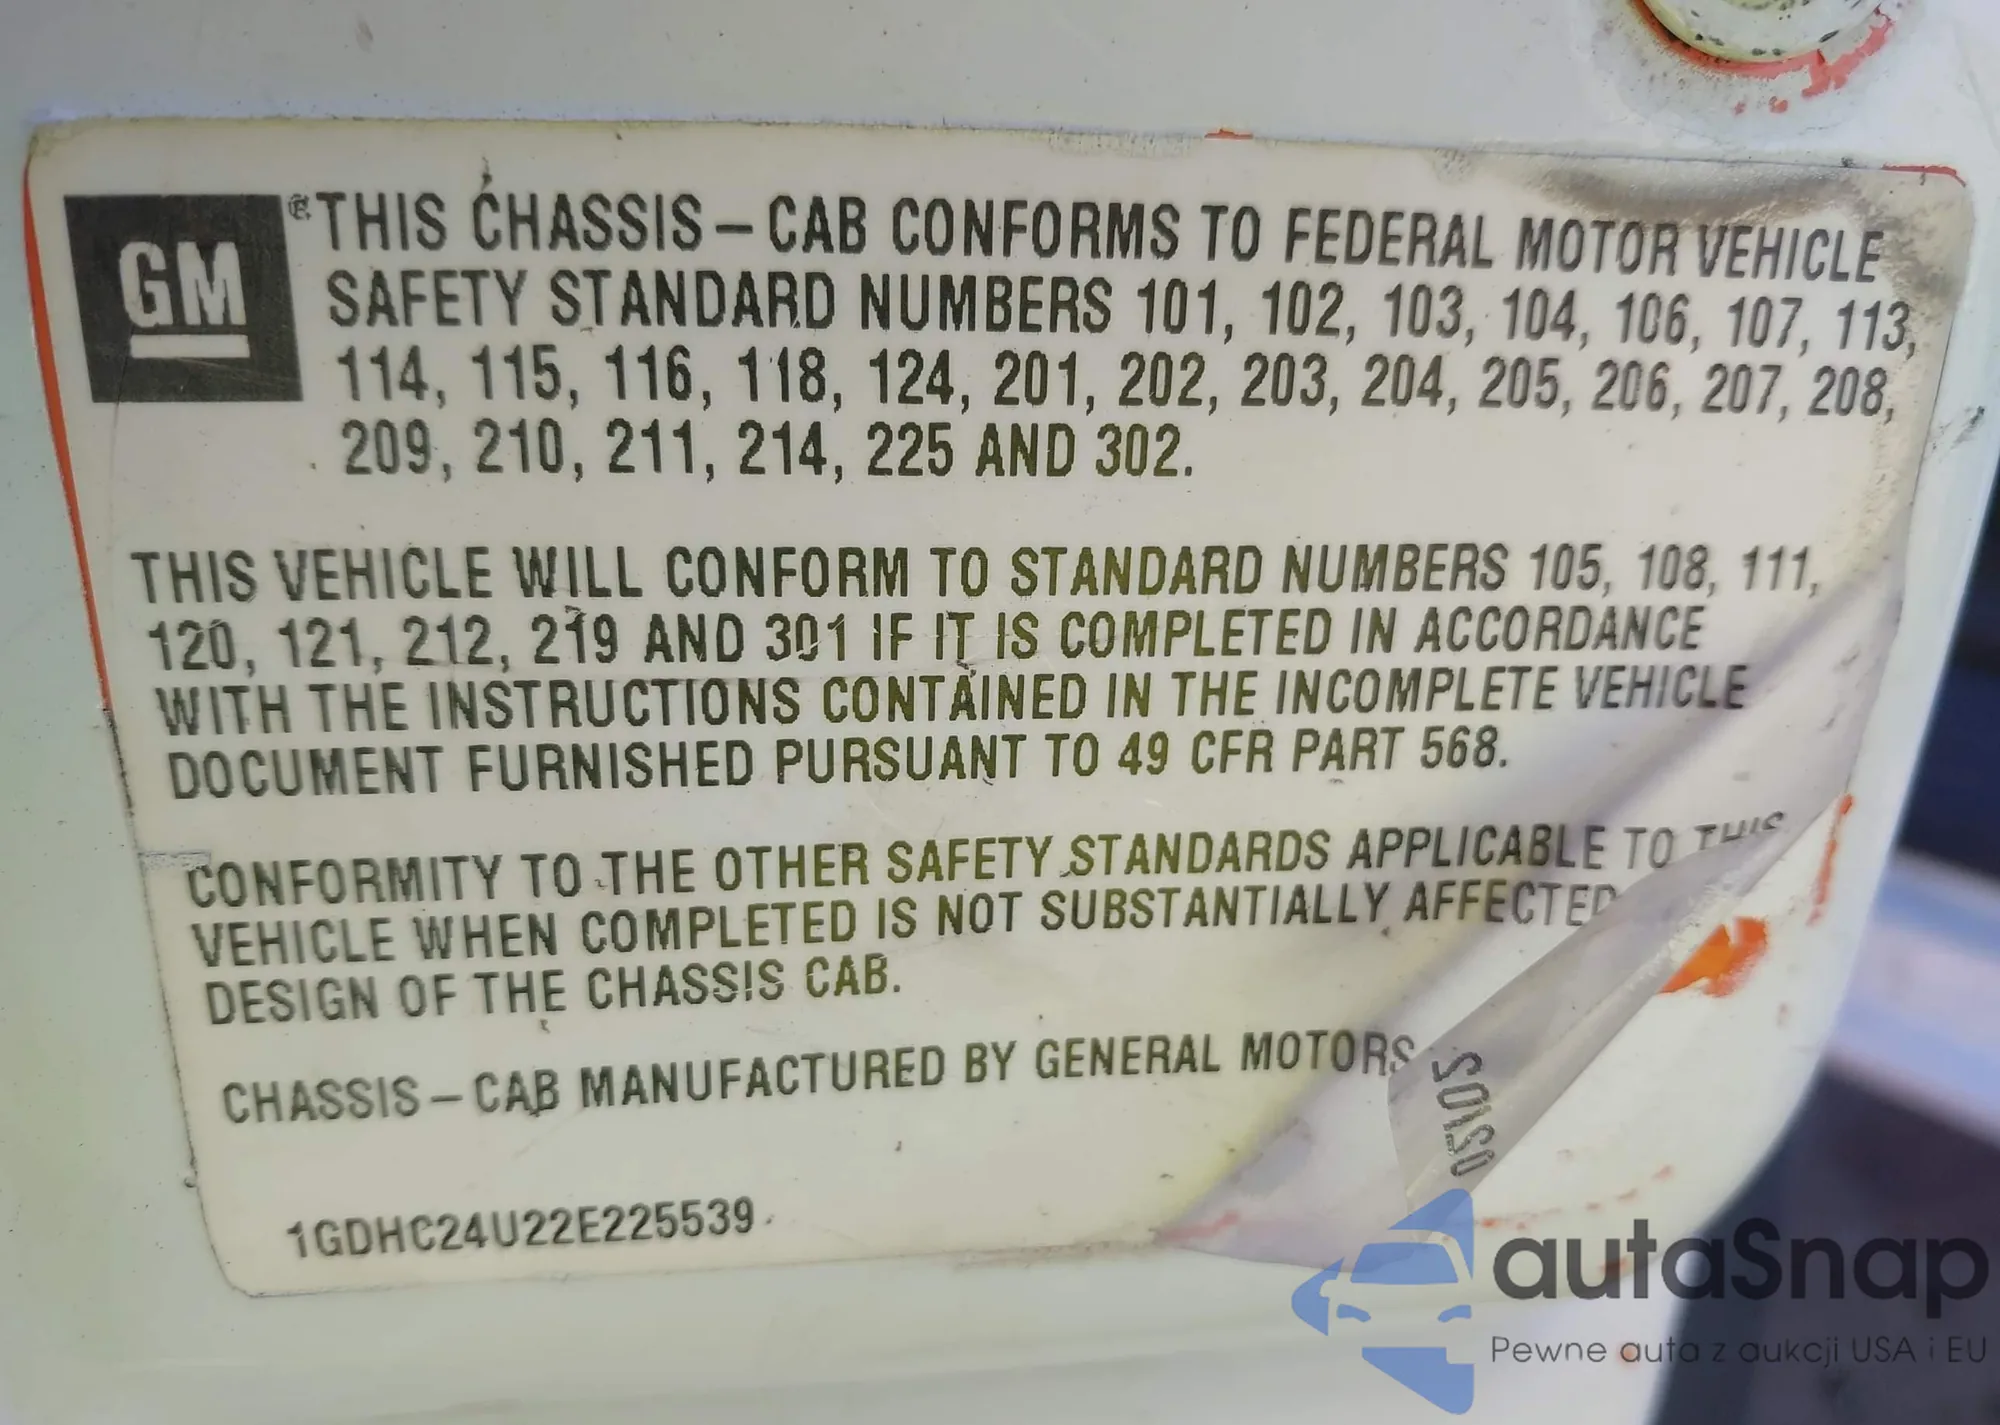 GM
THIS CHASSIS – CAB CONFORMS TO FEDERAL MOTOR VEHICLE
SAFETY STANDARD NUMBERS 101, 102, 103, 104, 106, 107, 113,
114, 115, 116, 118, 124, 201, 202, 203, 204, 205, 206, 207, 208,
209, 210, 211, 214, 225 AND 302.
THIS VEHICLE WILL CONFORM TO STANDARD NUMBERS 105, 108, 111,
120, 121, 212, 219 AND 301 IF IT IS COMPLETED IN ACCORDANCE
WITH THE INSTRUCTIONS CONTAINED IN THE INCOMPLETE VEHICLE
DOCUMENT FURNISHED PURSUANT TO 49 CFR PART 568.
CONFORMITY TO THE OTHER SAFETY STANDARDS APPLICABLE TO THIS
VEHICLE WHEN COMPLETED IS NOT SUBSTANTIALLY AFFECTED
DESIGN OF THE CHASSIS CAB.
CHASSIS – CAB MANUFACTURED BY GENERAL MOTORS
1GDHC24U22E225539
autaSnap
Pewne auta z aukcji USA i EU